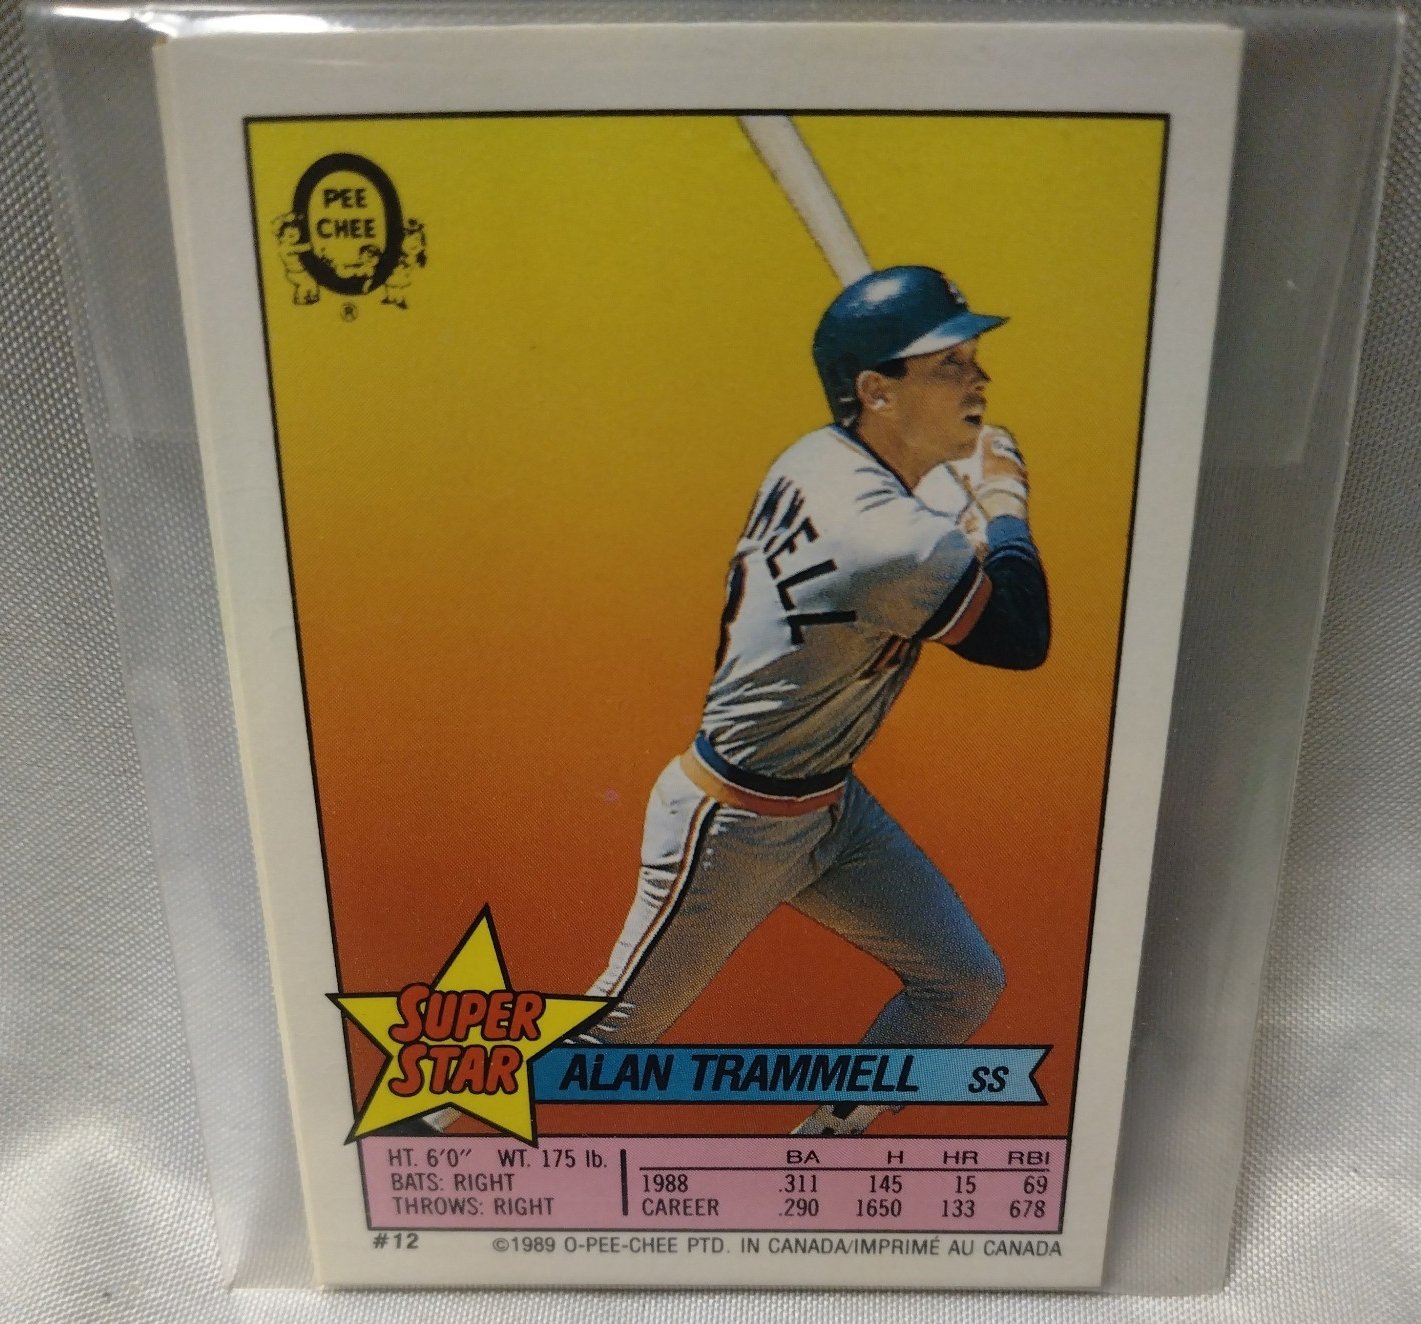 PEE
CHEE
®
MMELL
SUPER
STAR
ALAN TRAMMELL SS
HT. 6'0" WT. 175 lb.
BATS: RIGHT
THROWS: RIGHT
BA H HR RBI
1988 .311 145 15 69
CAREER .290 1650 133 678
#12 ©1989 O-PEE-CHEE PTD. IN CANADA/IMPRIMÉ AU CANADA